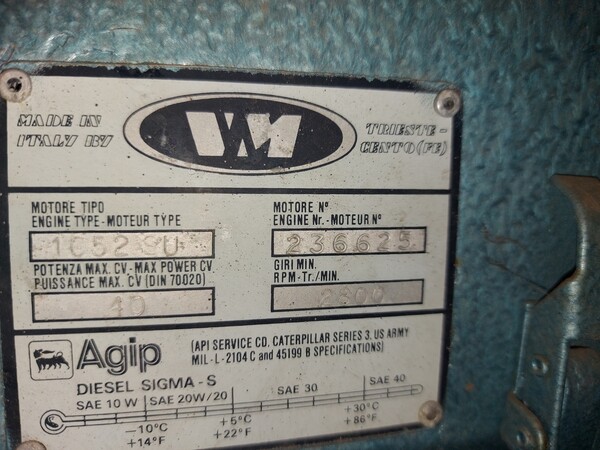 MADE IN
ITALY BY
VM
TRIESTE-
CENTO (FE)
MOTORE TIPO
ENGINE TYPE-MOTEUR TYPE
MOTORE N°
ENGINE Nr.-MOTEUR N°
236625
POTENZA MAX. CV-MAX POWER CV.
PUISSANCE MAX. CV (DIN 70020)
40
GIRI MIN.
RPM-Tr./MIN.
Agip
(API SERVICE CD. CATERPILLAR SERIES 3. US ARMY
MIL-L-2104 C and 45199 B SPECIFICATIONS)
DIESEL SIGMA-S
SAE 10 W SAE 20W/20 SAE 30 SAE 40
-10°C +5°C +30°C
+14°F +22°F +86°F